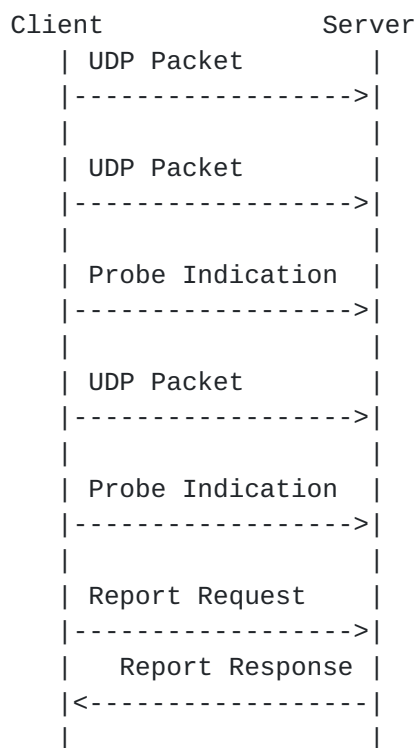 Client Server
UDP Packet
UDP Packet
Probe Indication
UDP Packet
Probe Indication
Report Request
Report Response